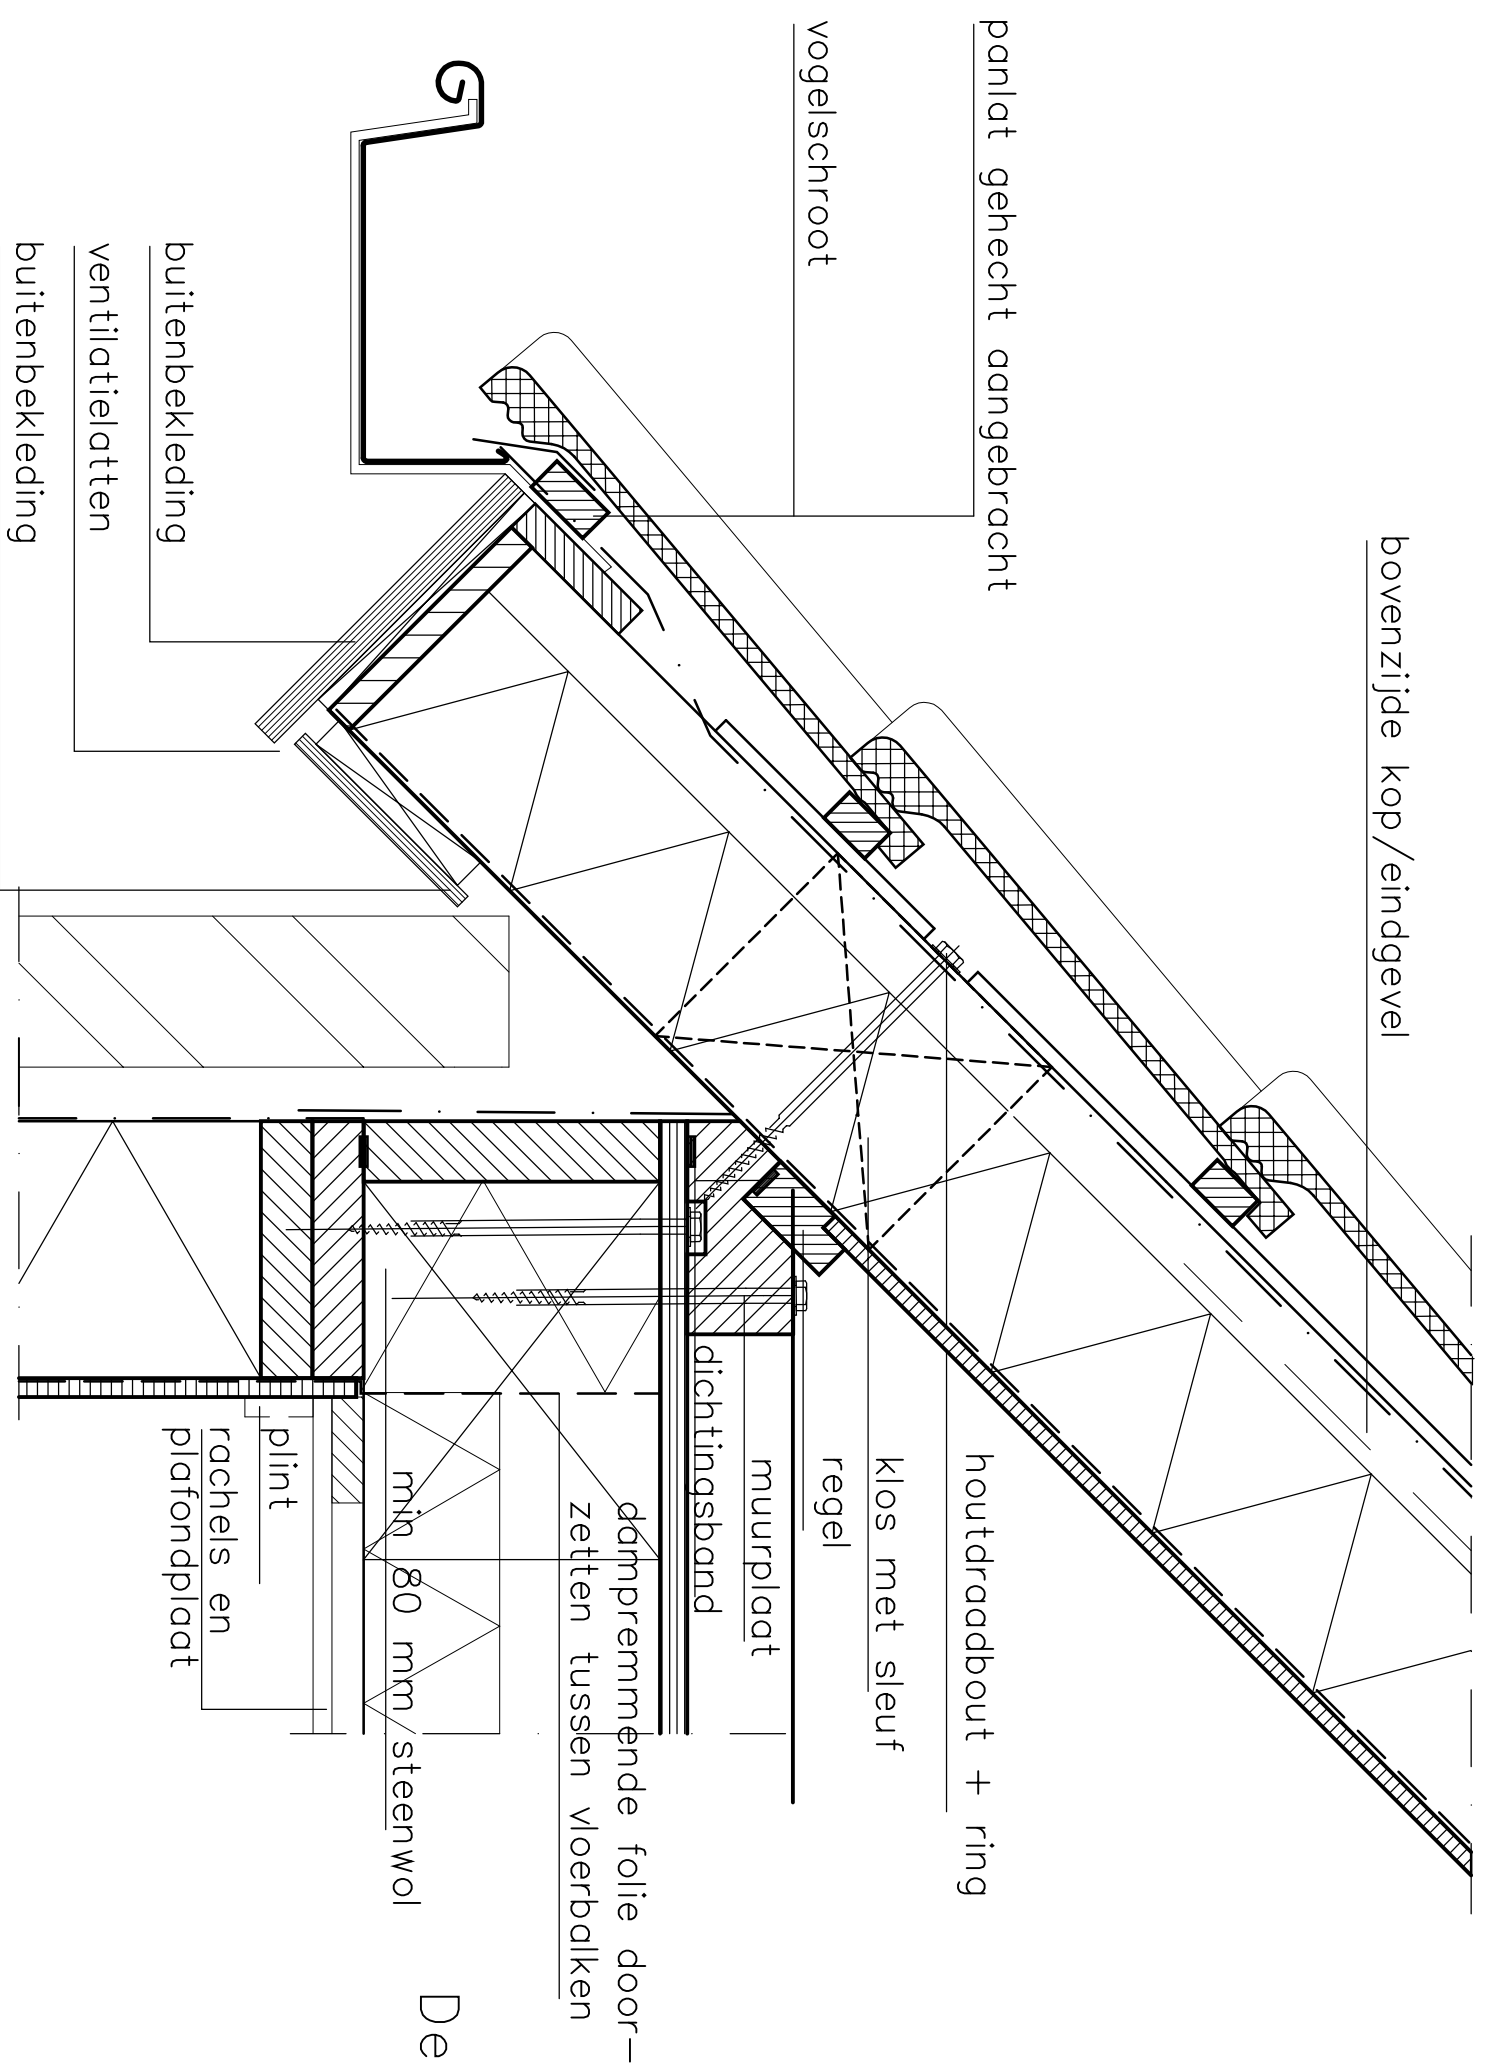 bovenzijde kop/eindgevel
panlat gehecht aangebracht
vogelschroot
buitenbekleding
ventilatielatten
buitenbekleding
houtdraadbout + ring
klos met sleuf
regel
muurplaat
dichtingsband
dampremmende folie door-
zetten tussen vloerbalken
min 80 mm steenwol
plint
rachels en
plafondplaat
De